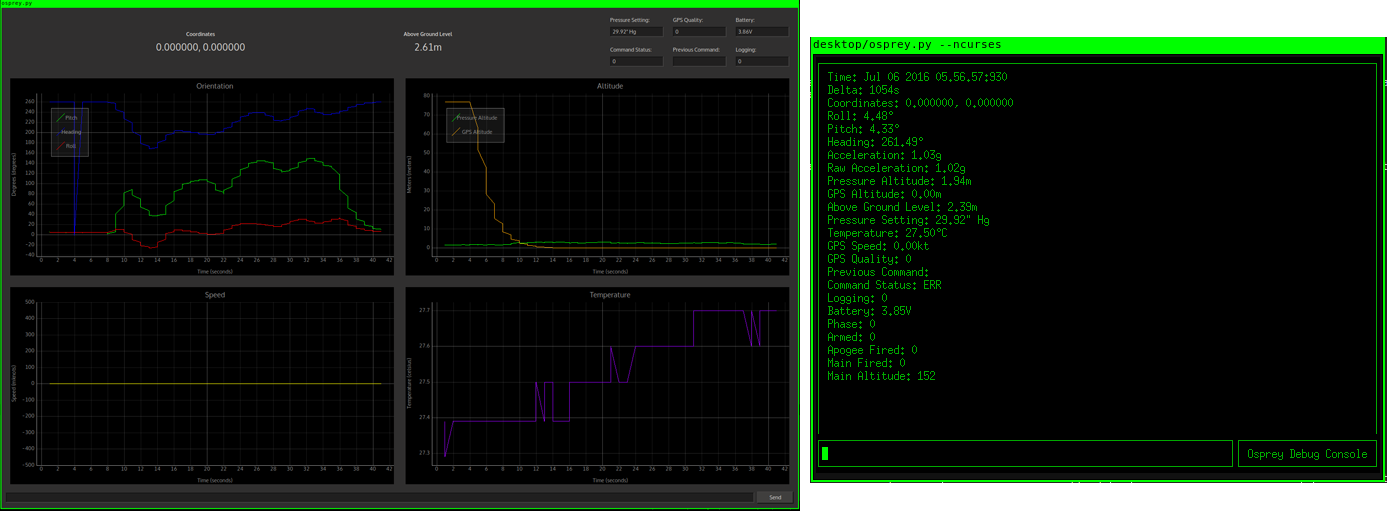 osprey.py
Coordinates
0.000000, 0.000000
Above Ground Level
2.61m
Pressure Setting: GPS Quality: Battery:
29.92" Hg 0 3.86V
Command Status: Previous Command: Logging:
0 0
Orientation
Degrees (degrees)
260
240
220
200
180
160
140
120
100
80
60
40
20
0
-20
-40
Pitch
Heading
Roll
0 2 4 6 8 10 12 14 16 18 20 22 24 26 28 30 32 34 36 38 40 42
Time (seconds)
Altitude
Meters (meters)
80
70
60
50
40
30
20
10
0
Pressure Altitude
GPS Altitude
0 2 4 6 8 10 12 14 16 18 20 22 24 26 28 30 32 34 36 38 40 42
Time (seconds)
Speed
500
400
300
200
100
0
-100
-200
-300
-400
-500
0 2 4 6 8 10 12 14 16 18 20 22 24 26 28 30 32 34 36 38 40 42
Time (seconds)
Temperature
Temperature (celsius)
27.7
27.6
27.5
27.4
27.3
0 2 4 6 8 10 12 14 16 18 20 22 24 26 28 30 32 34 36 38 40 42
Time (seconds)
Send
desktop/osprey.py --ncurses
Time: Jul 06 2016 05.56.57:930
Delta: 1054s
Coordinates: 0.000000, 0.000000
Roll: 4.48°
Pitch: 4.33°
Heading: 261.49°
Acceleration: 1.03g
Raw Acceleration: 1.02g
Pressure Altitude: 1.94m
GPS Altitude: 0.00m
Above Ground Level: 2.39m
Pressure Setting: 29.92" Hg
Temperature: 27.50°C
GPS Speed: 0.00kt
GPS Quality: 0
Previous Command:
Command Status: ERR
Logging: 0
Battery: 3.85V
Phase: 0
Armed: 0
Apogee Fired: 0
Main Fired: 0
Main Altitude: 152
Osprey Debug Console